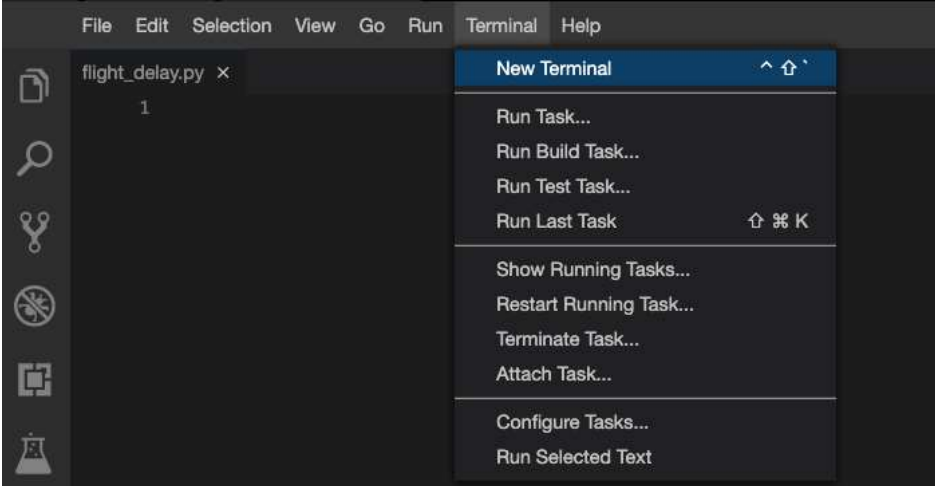 File Edit Selection View Go Run Terminal Help
flight_delay.py ×
1
New Terminal ^ ⇧ `
Run Task...
Run Build Task...
Run Test Task...
Run Last Task ⇧ ⌘ K
Show Running Tasks...
Restart Running Task...
Terminate Task...
Attach Task...
Configure Tasks...
Run Selected Text